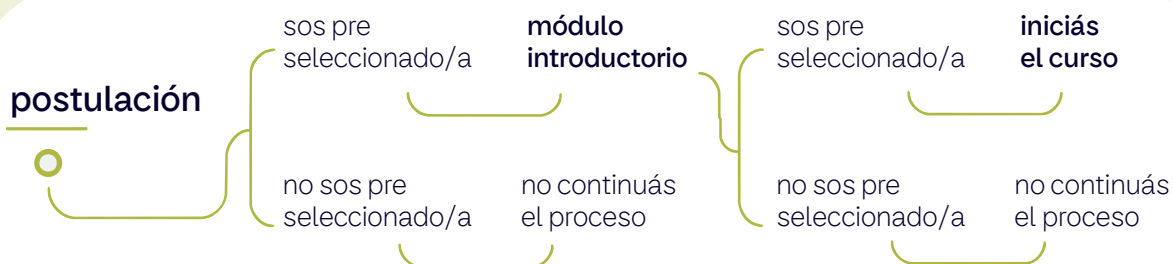 postulación
sos pre
seleccionado/a
módulo
introductorio
no sos pre
seleccionado/a
no continuás
el proceso
sos pre
seleccionado/a
iniciás
el curso
no sos pre
seleccionado/a
no continuás
el proceso